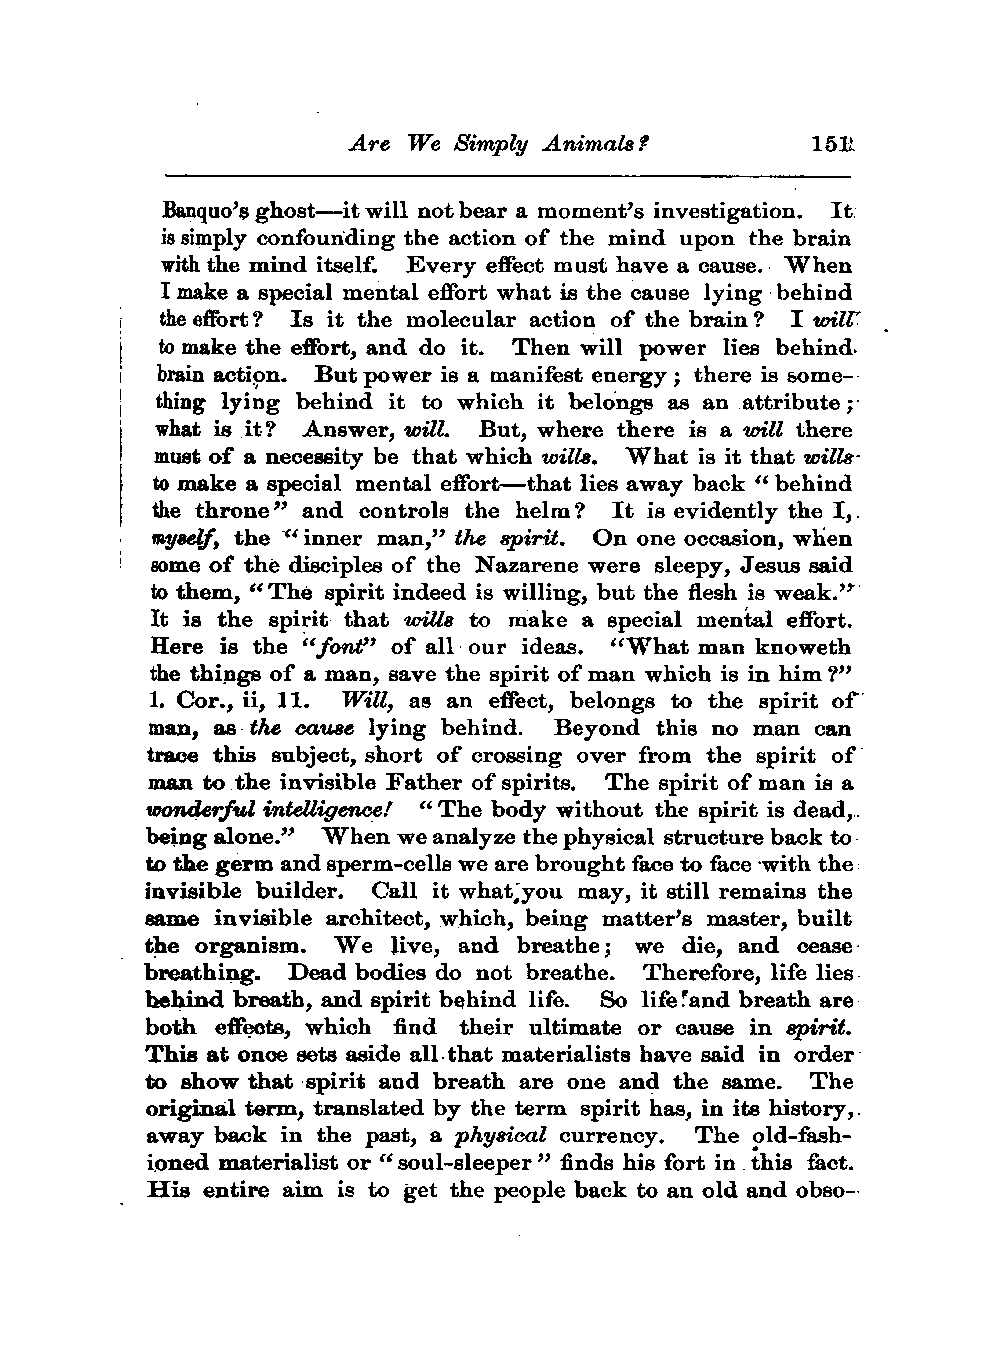 Are We Simply Animals? 151
Banquo's ghost—it will not bear a moment's investigation. It
is simply confounding the action of the mind upon the brain
with the mind itself. Every effect must have a cause. When
I make a special mental effort what is the cause lying behind
the effort? Is it the molecular action of the brain? I will
to make the effort, and do it. Then will power lies behind
brain action. But power is a manifest energy; there is some-
thing lying behind it to which it belongs as an attribute;
what is it? Answer, will. But, where there is a will there
must of a necessity be that which wills. What is it that wills
to make a special mental effort—that lies away back "behind
the throne" and controls the helm? It is evidently the I,
myself, the "inner man," the spirit. On one occasion, when
some of the disciples of the Nazarene were sleepy, Jesus said
to them, "The spirit indeed is willing, but the flesh is weak."
It is the spirit that wills to make a special mental effort.
Here is the "font" of all our ideas. "What man knoweth
the things of a man, save the spirit of man which is in him?"
1. Cor., ii, 11. Will, as an effect, belongs to the spirit of
man, as the cause lying behind. Beyond this no man can
trace this subject, short of crossing over from the spirit of
man to the invisible Father of spirits. The spirit of man is a
wonderful intelligence! "The body without the spirit is dead,
being alone." When we analyze the physical structure back to
to the germ and sperm-cells we are brought face to face with the
invisible builder. Call it what you may, it still remains the
same invisible architect, which, being matter's master, built
the organism. We live, and breathe; we die, and cease
breathing. Dead bodies do not breathe. Therefore, life lies
behind breath, and spirit behind life. So life and breath are
both effects, which find their ultimate or cause in spirit.
This at once sets aside all that materialists have said in order
to show that spirit and breath are one and the same. The
original term, translated by the term spirit has, in its history,
away back in the past, a physical currency. The old-fash-
ioned materialist or "soul-sleeper" finds his fort in this fact.
His entire aim is to get the people back to an old and obso-